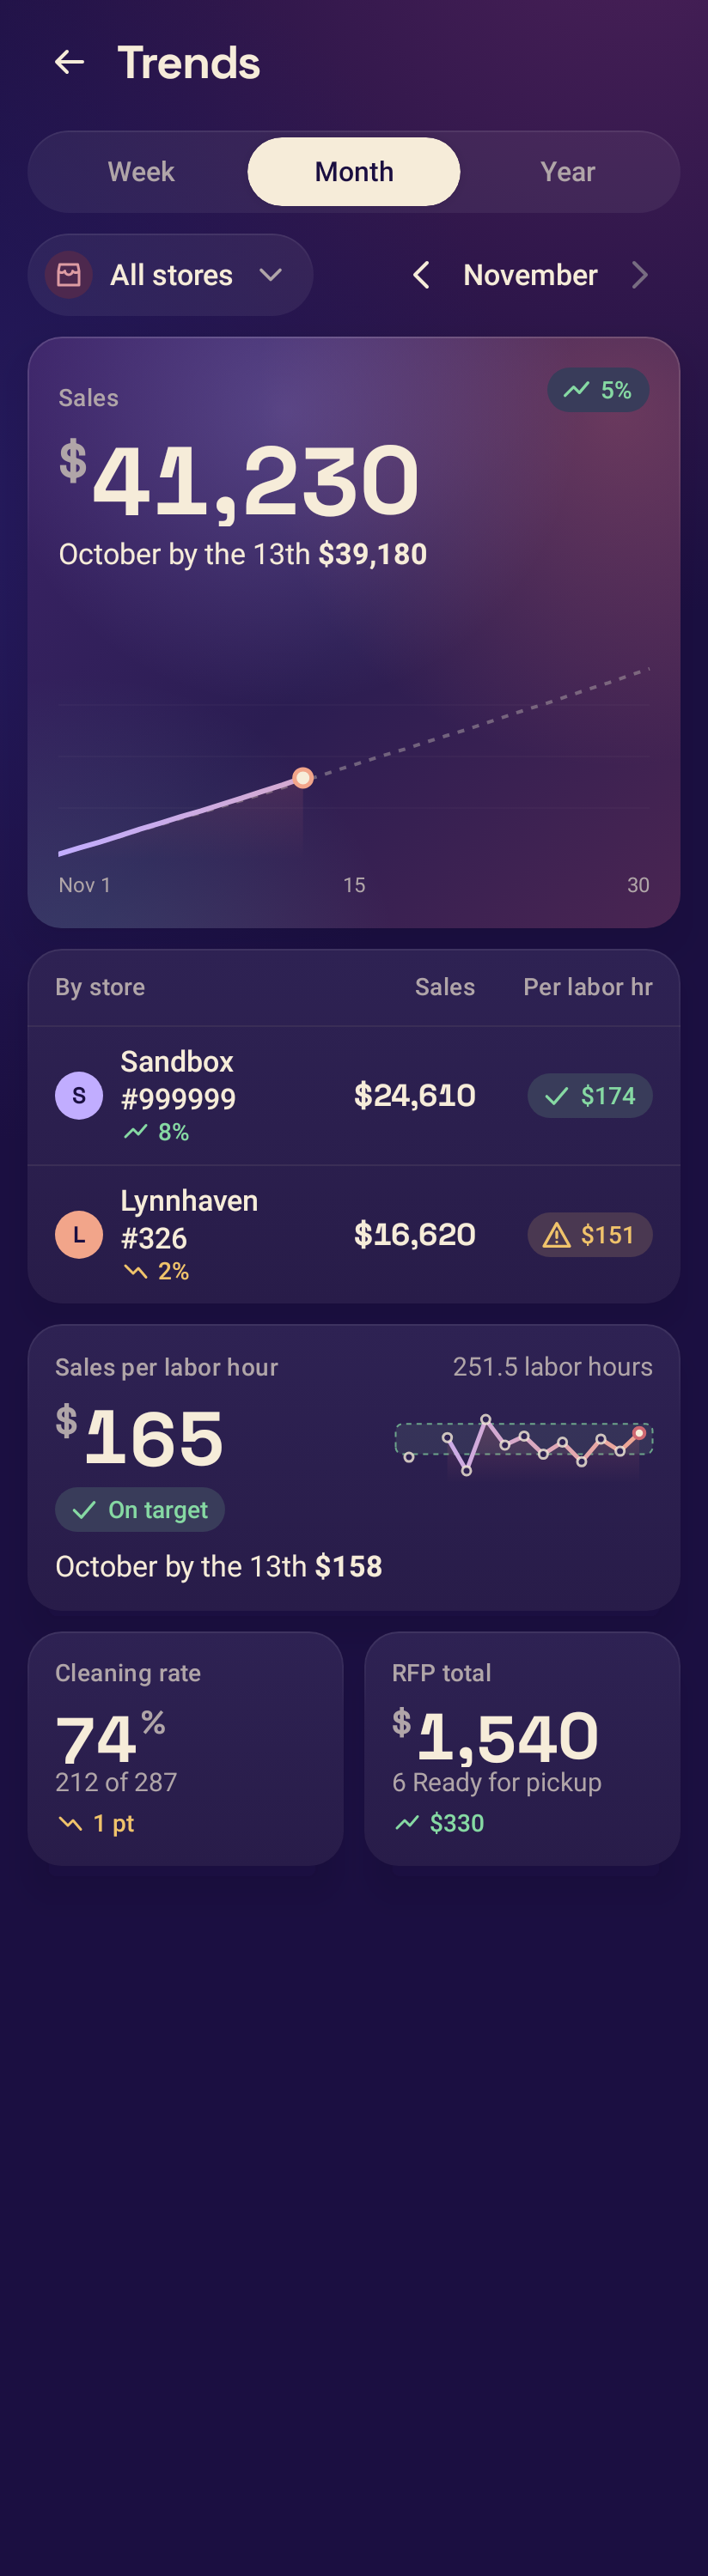 Trends
Week Month Year
All stores November
Sales 5%
$41,230
October by the 13th $39,180
Nov 1 15 30
By store Sales Per labor hr
S Sandbox #999999 $24,610 $174
8%
L Lynnhaven #326 $16,620 $151
2%
Sales per labor hour 251.5 labor hours
$165
On target
October by the 13th $158
Cleaning rate
74%
212 of 287
1 pt
RFP total
$1,540
6 Ready for pickup
$330